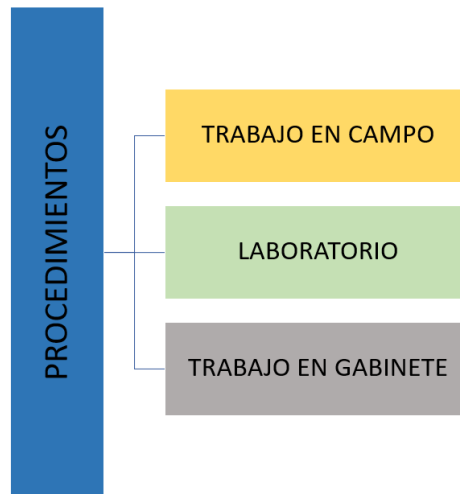 PROCEDIMIENTOS
TRABAJO EN CAMPO
LABORATORIO
TRABAJO EN GABINETE